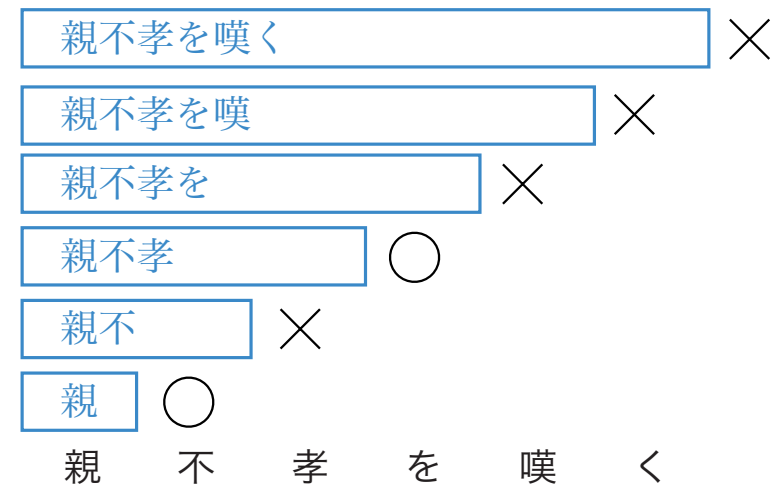 親不孝を嘆く
親不孝を嘆
親不孝を
親不孝
親不
親
親 不 孝 を 嘆 く